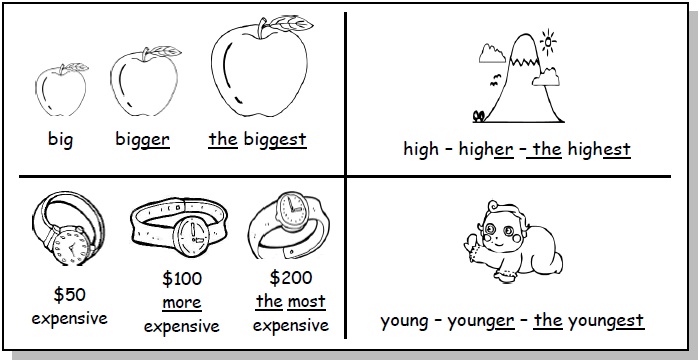 big
bigger
the biggest
high – higher – the highest
$50
expensive
$100
more
expensive
$200
the most
expensive
young – younger – the youngest